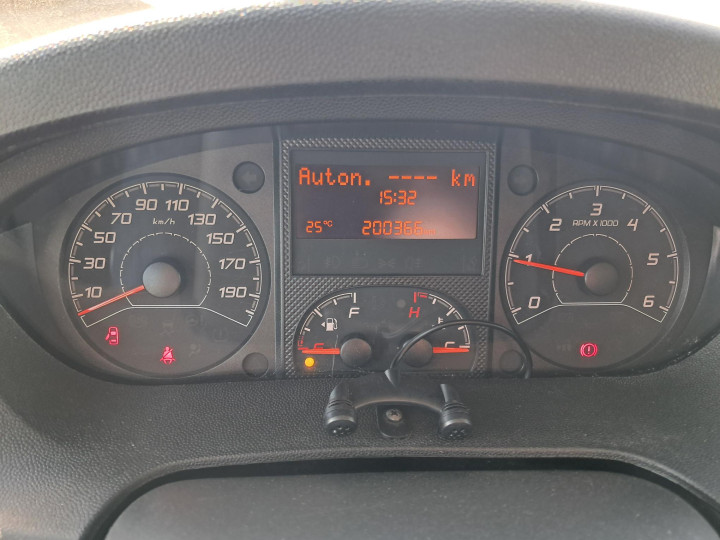 Auton. ---- km
15:32
25°C 200366
10 30 50 70 90 110 130 150 170 190
km/h
0 1 2 3 4 5 6
RPM X 1000
F
H